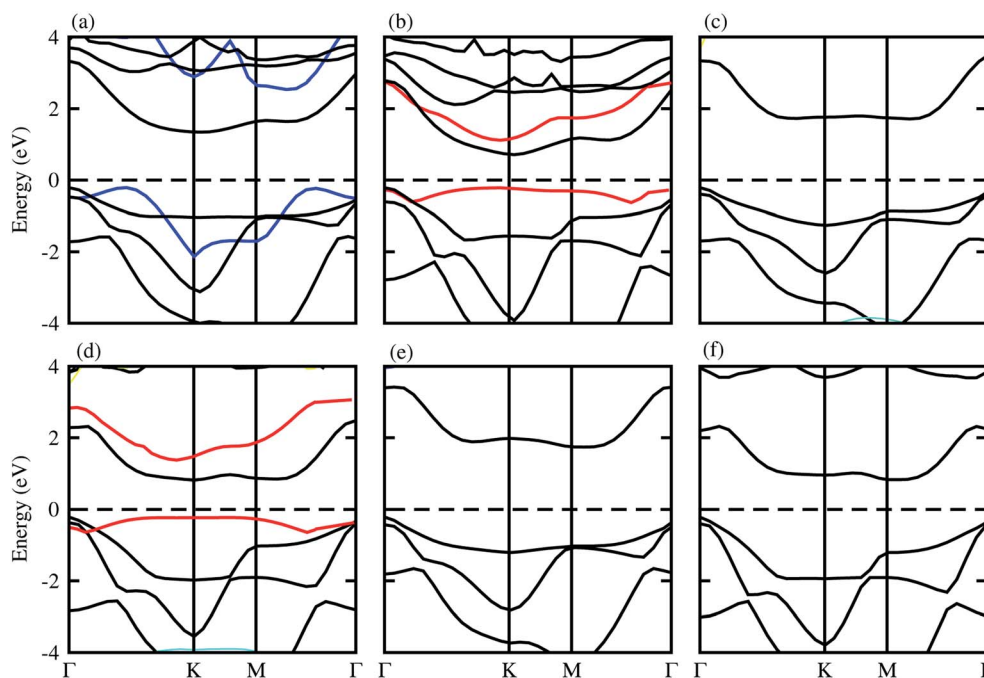 (a) (b) (c)
4
2
0
-2
-4
Energy (eV)
(d) (e) (f)
4
2
0
-2
-4
Energy (eV)
Γ K M Γ K M Γ K M Γ